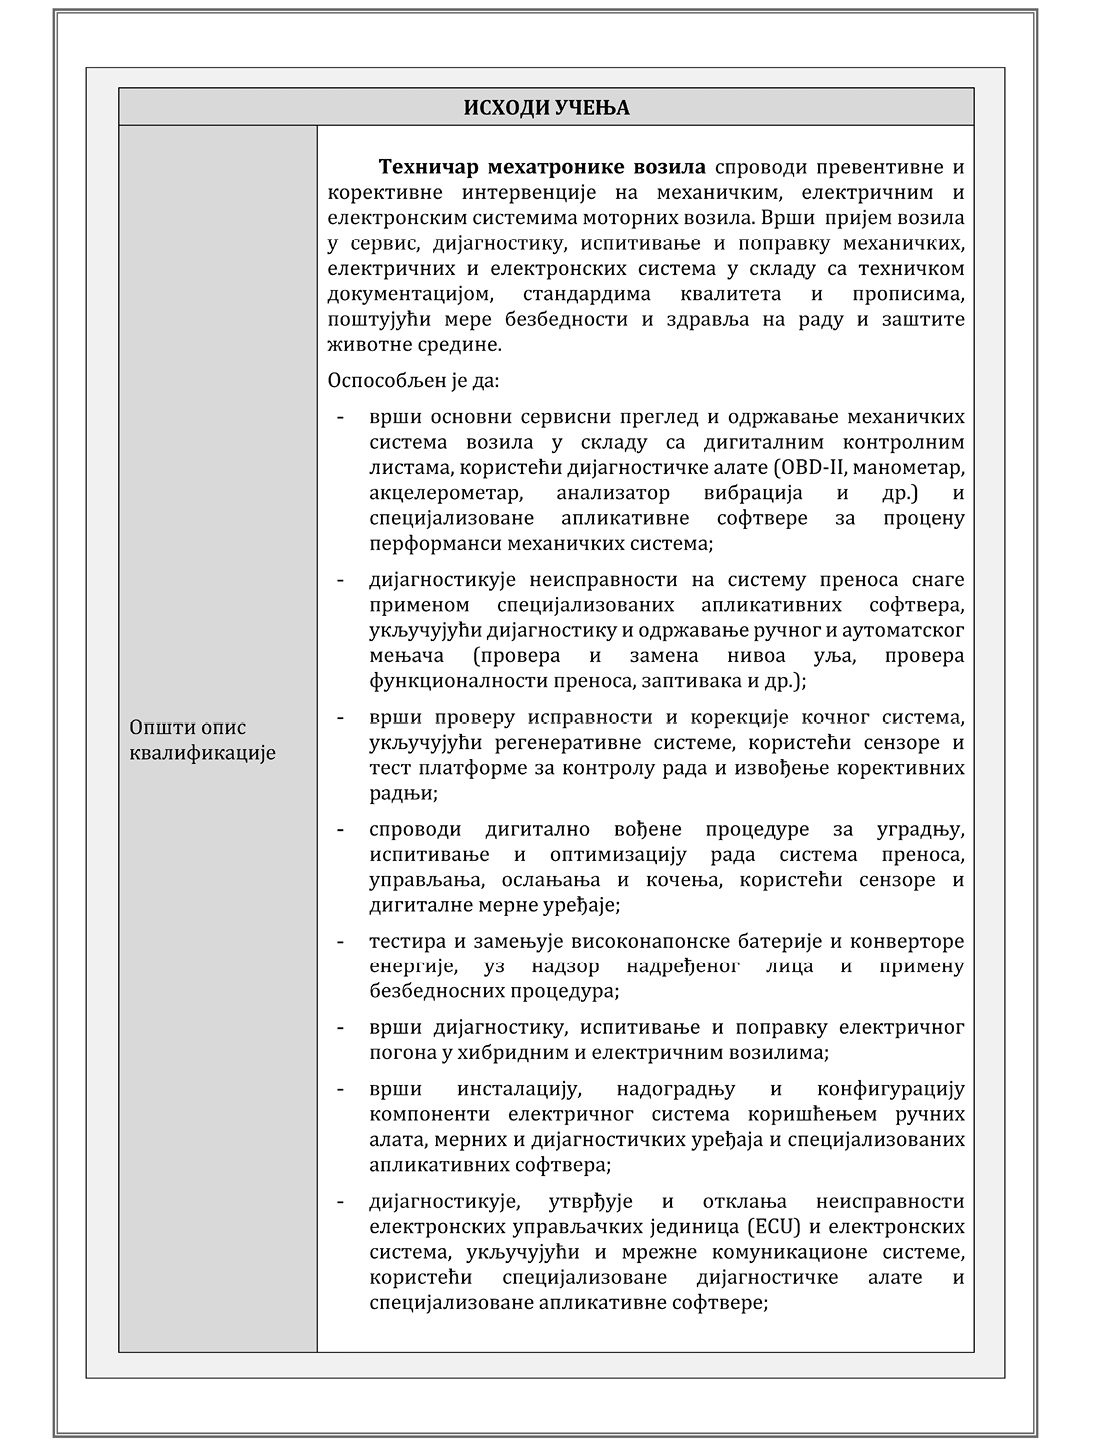 ИСХОДИ УЧЕЊА
Општи опис
квалификације
Техничар мехатронике возила спроводи превентивне и
корективне интервенције на механичким, електричним и
електронским системима моторних возила. Врши пријем возила
у сервис, дијагностику, испитивање и поправку механичких,
електричних и електронских система у складу са техничком
документацијом, стандардима квалитета и прописима,
поштујући мере безбедности и здравља на раду и заштите
животне средине.
Оспособљен је да:
- врши основни сервисни преглед и одржавање механичких
система возила у складу са дигиталним контролним
листама, користећи дијагностичке алате (OBD-II, манометар,
акцелерометар, анализатор вибрација и др.) и
специјализоване апликативне софтвере за процену
перформанси механичких система;
- дијагностикује неисправности на систему преноса снаге
применом специјализованих апликативних софтвера,
укључујући дијагностику и одржавање ручног и аутоматског
мењача (провера и замена нивоа уља, провера
функционалности преноса, заптивака и др.);
- врши проверу исправности и корекције кочног система,
укључујући регенеративне системе, користећи сензоре и
тест платформе за контролу рада и извођење корективних
радњи;
- спроводи дигитално вођене процедуре за уградњу,
испитивање и оптимизацију рада система преноса,
управљања, ослањања и кочења, користећи сензоре и
дигиталне мерне уређаје;
- тестира и замењује високонапонске батерије и конверторе
енергије, уз надзор надређеног лица и примену
безбедносних процедура;
- врши дијагностику, испитивање и поправку електричног
погона у хибридним и електричним возилима;
- врши инсталацију, надоградњу и конфигурацију
компоненти електричног система коришћењем ручних
алата, мерних и дијагностичких уређаја и специјализованих
апликативних софтвера;
- дијагностикује, утврђује и отклања неисправности
електронских управљачких јединица (ECU) и електронских
система, укључујући и мрежне комуникационе системе,
користећи специјализоване дијагностичке алате и
специјализоване апликативне софтвере;